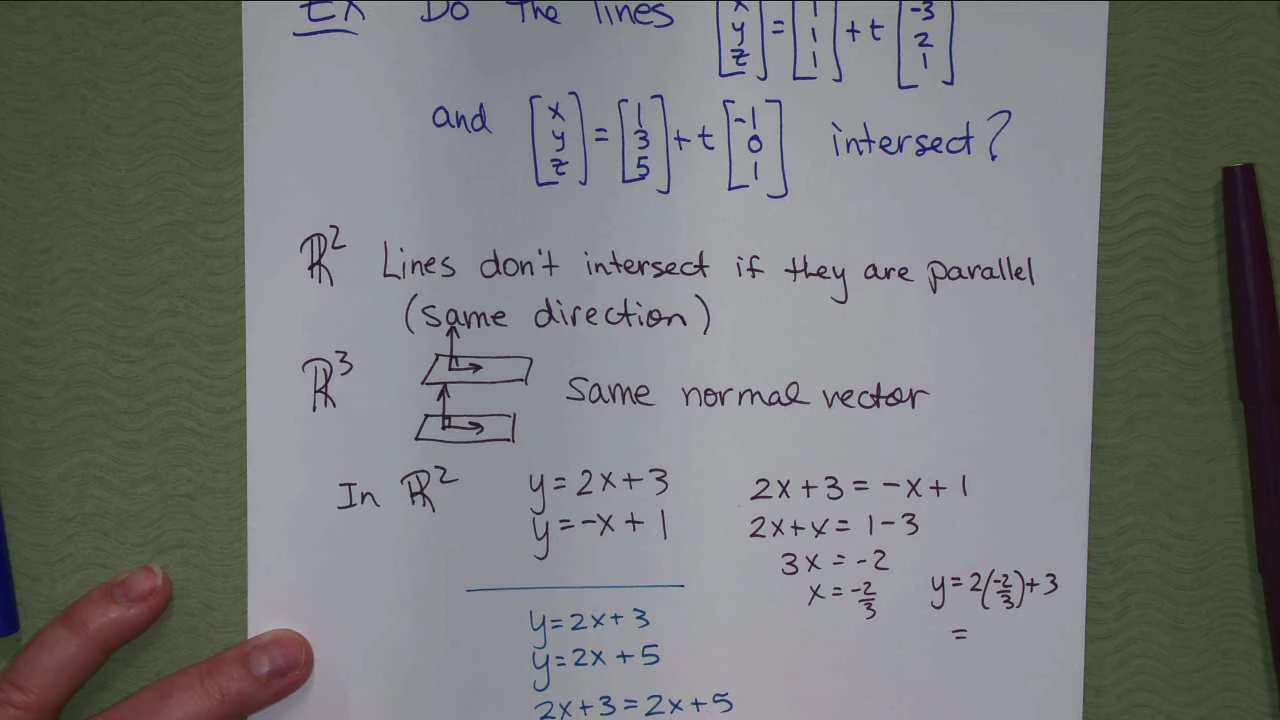 Ex Do the lines [x y z] = [1 1 1] + t [-3 2 1]
and [x y z] = [1 3 5] + t [-1 0 1] intersect?
ℝ² Lines don't intersect if they are parallel
(same direction)
ℝ³ same normal vector
In ℝ² y = 2x + 3
y = -x + 1
2x + 3 = -x + 1
2x + x = 1 - 3
3x = -2
x = -2/3
y = 2(-2/3) + 3
=
y = 2x + 3
y = 2x + 5
2x + 3 = 2x + 5